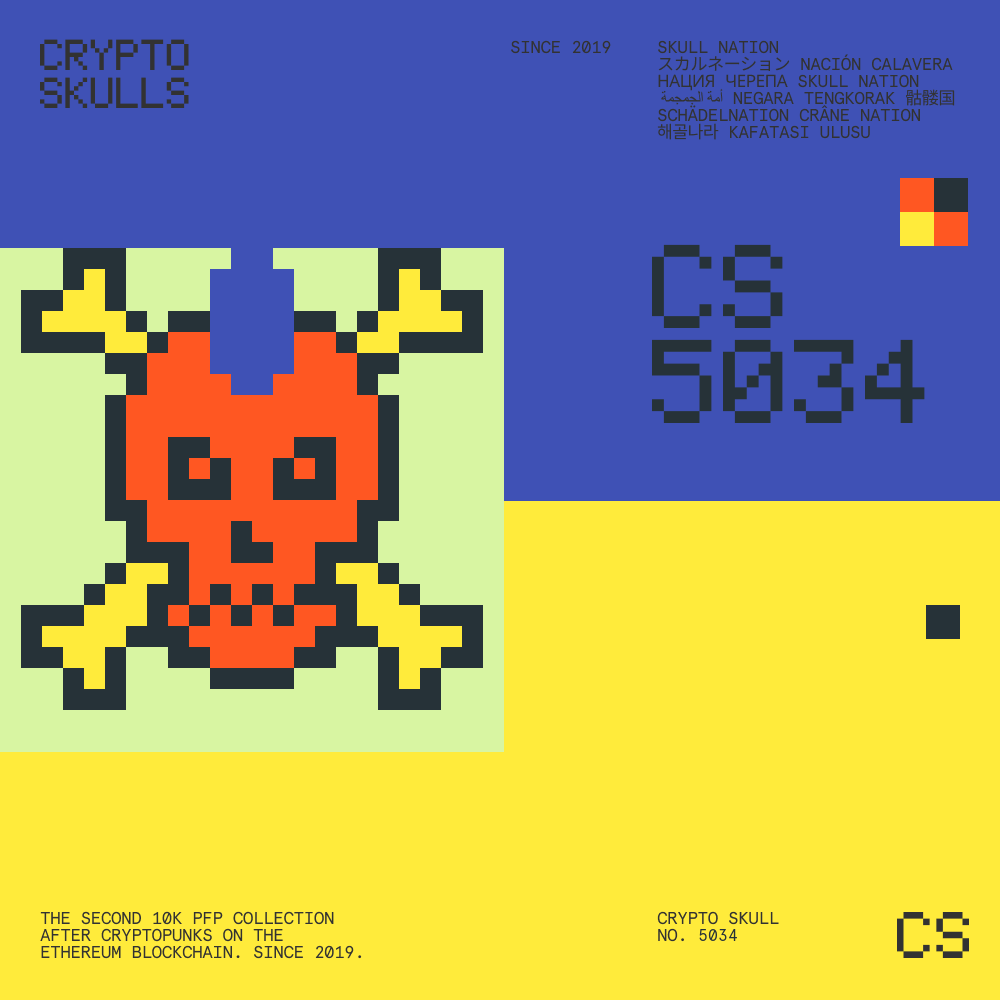 CRYPTO
SKULLS
SINCE 2019
SKULL NATION
スカルネーション NACIÓN CALAVERA
НАЦИЯ ЧЕРЕПА SKULL NATION
أمة الجمجمة NEGARA TENGKORAK 骷髅国
SCHÄDELNATION CRÂNE NATION
해골나라 KAFATASI ULUSU
CS
5034
THE SECOND 10K PFP COLLECTION
AFTER CRYPTOPUNKS ON THE
ETHEREUM BLOCKCHAIN. SINCE 2019.
CRYPTO SKULL
NO. 5034
CS